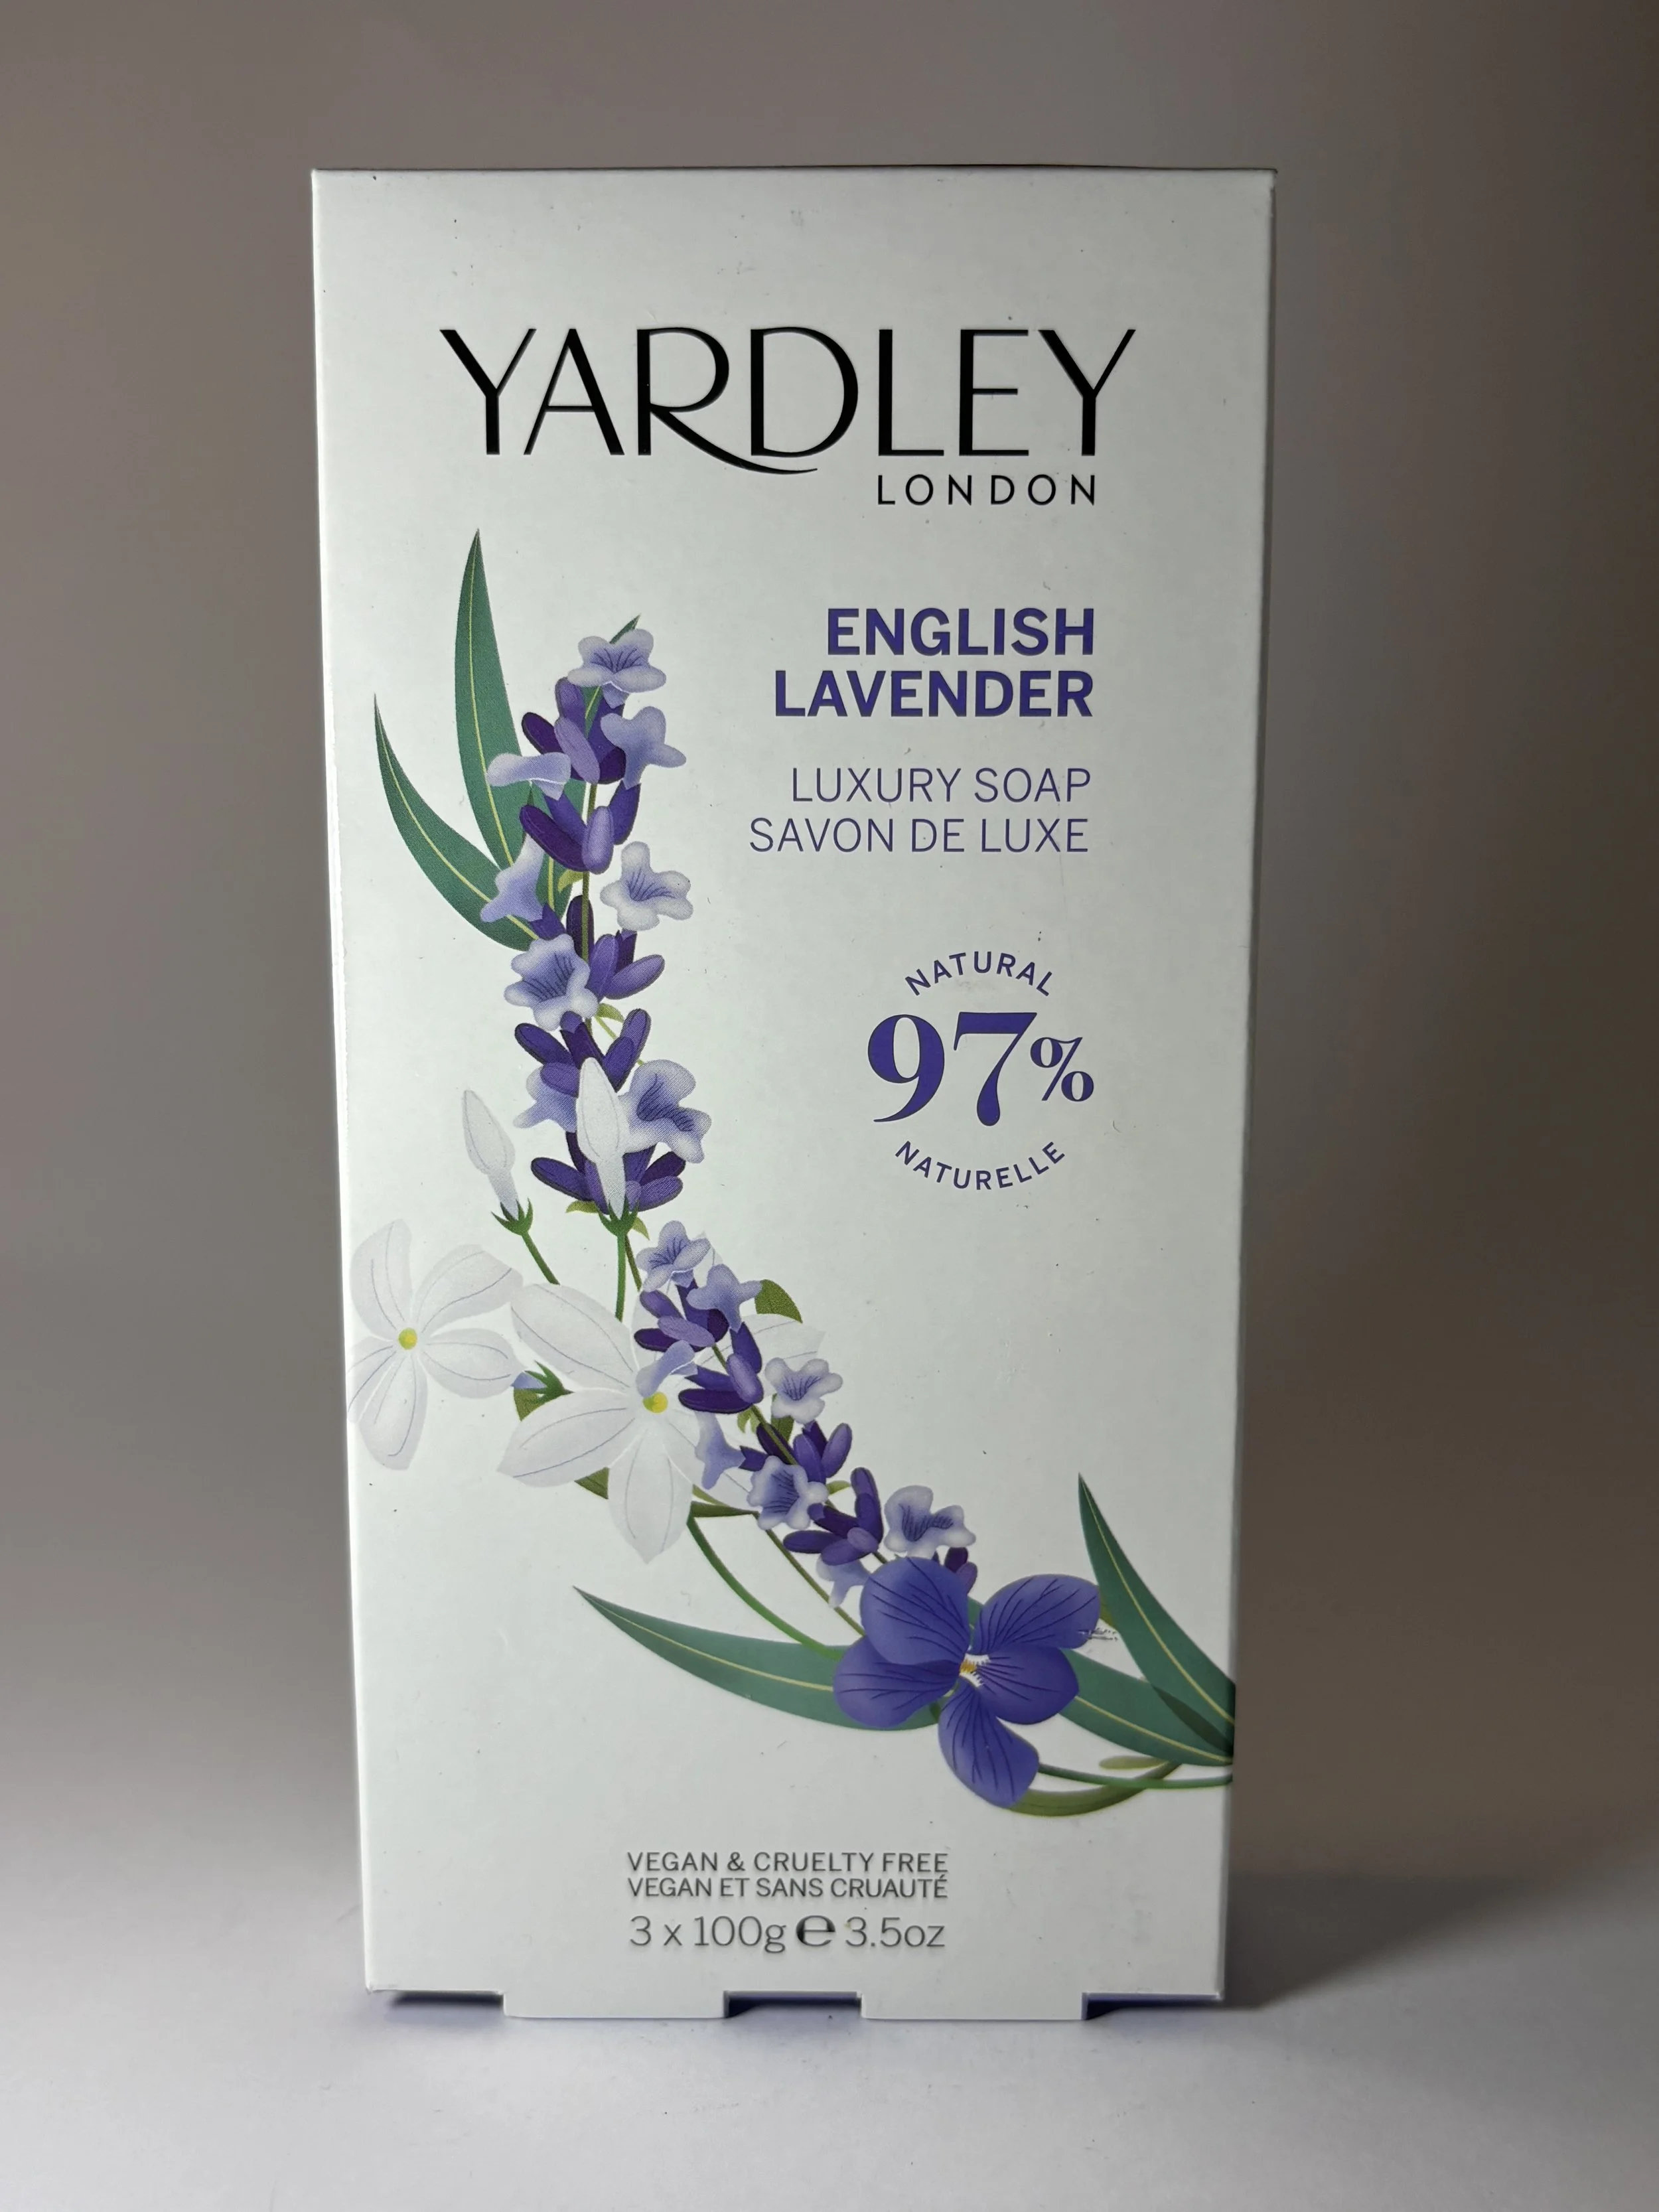 YARDLEY
LONDON
ENGLISH
LAVENDER
LUXURY SOAP
SAVON DE LUXE
NATURAL
97%
NATURELLE
VEGAN & CRUELTY FREE
VEGAN ET SANS CRUAUTÉ
3 x 100g ℮ 3.5oz